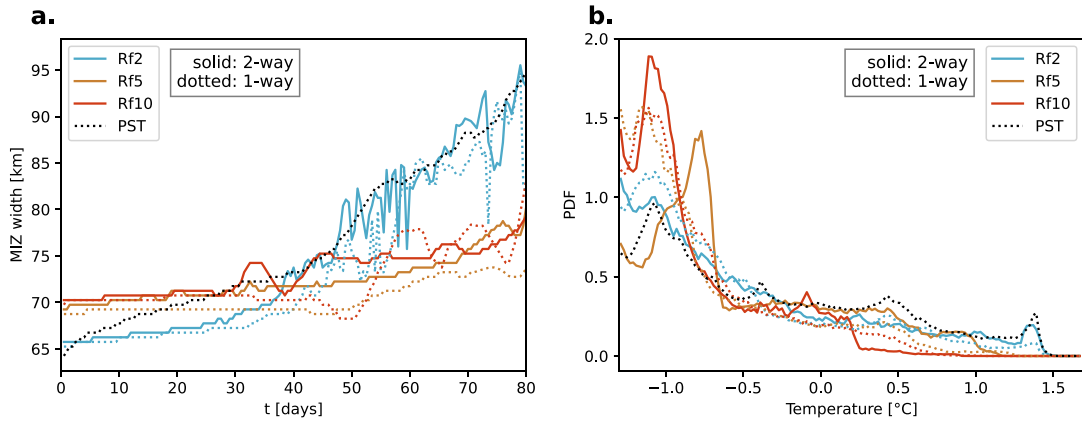 a.
MIZ width [km]
95
90
85
80
75
70
65
0 10 20 30 40 50 60 70 80
t [days]
Rf2
Rf5
Rf10
PST
solid: 2-way
dotted: 1-way
b.
PDF
2.0
1.5
1.0
0.5
0.0
−1.0 −0.5 0.0 0.5 1.0 1.5
Temperature [°C]
solid: 2-way
dotted: 1-way
Rf2
Rf5
Rf10
PST